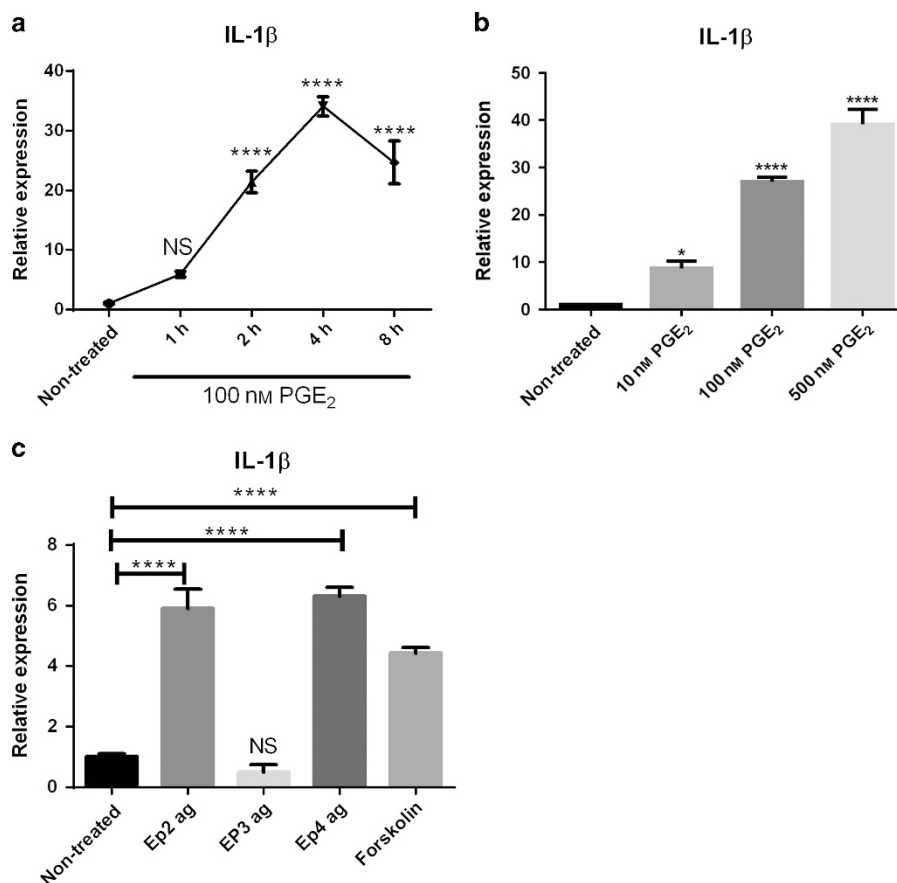 a
IL-1β
Relative expression
40
30
20
10
0
NS
****
****
****
Non-treated
1 h
2 h
4 h
8 h
100 nM PGE₂
b
IL-1β
Relative expression
50
40
30
20
10
0
*
****
****
Non-treated
10 nM PGE₂
100 nM PGE₂
500 nM PGE₂
c
IL-1β
****
****
****
Relative expression
8
6
4
2
0
NS
Non-treated
Ep2 ag
EP3 ag
Ep4 ag
Forskolin